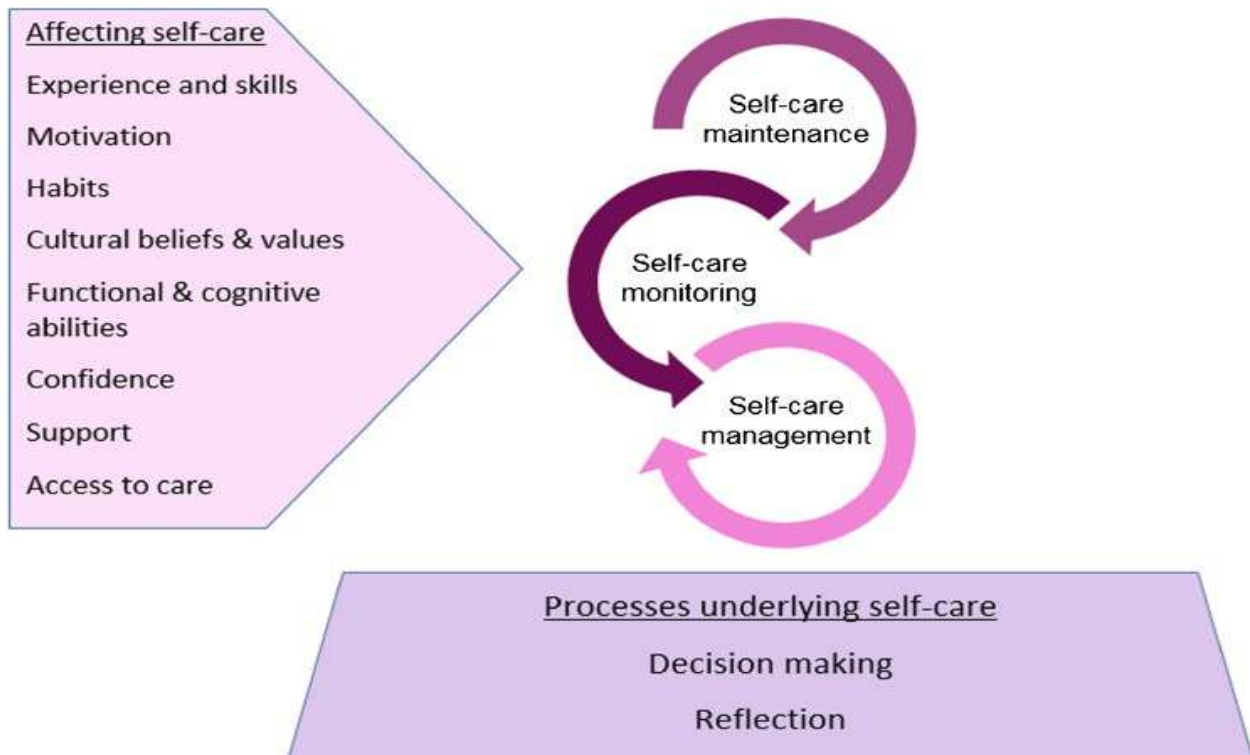 Affecting self-care
Experience and skills
Motivation
Habits
Cultural beliefs & values
Functional & cognitive
abilities
Confidence
Support
Access to care
Self-care
maintenance
Self-care
monitoring
Self-care
management
Processes underlying self-care
Decision making
Reflection